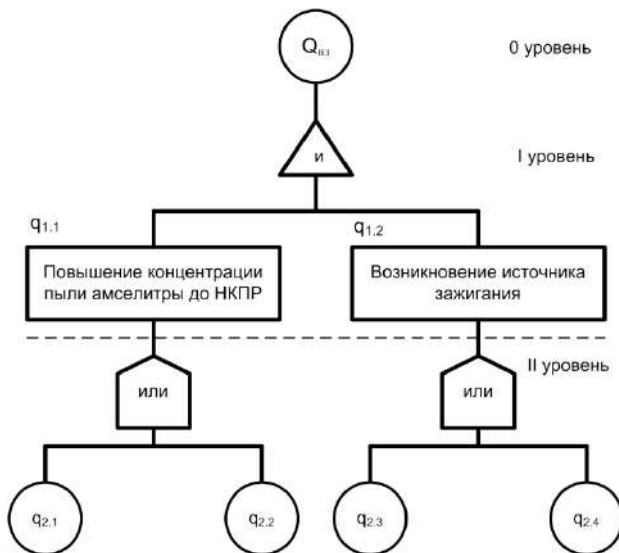 Qвз
0 уровень
и
I уровень
q1.1
q1.2
Повышение концентрации
пыли амселитры до НКПР
Возникновение источника
зажигания
II уровень
или
или
q2.1
q2.2
q2.3
q2.4